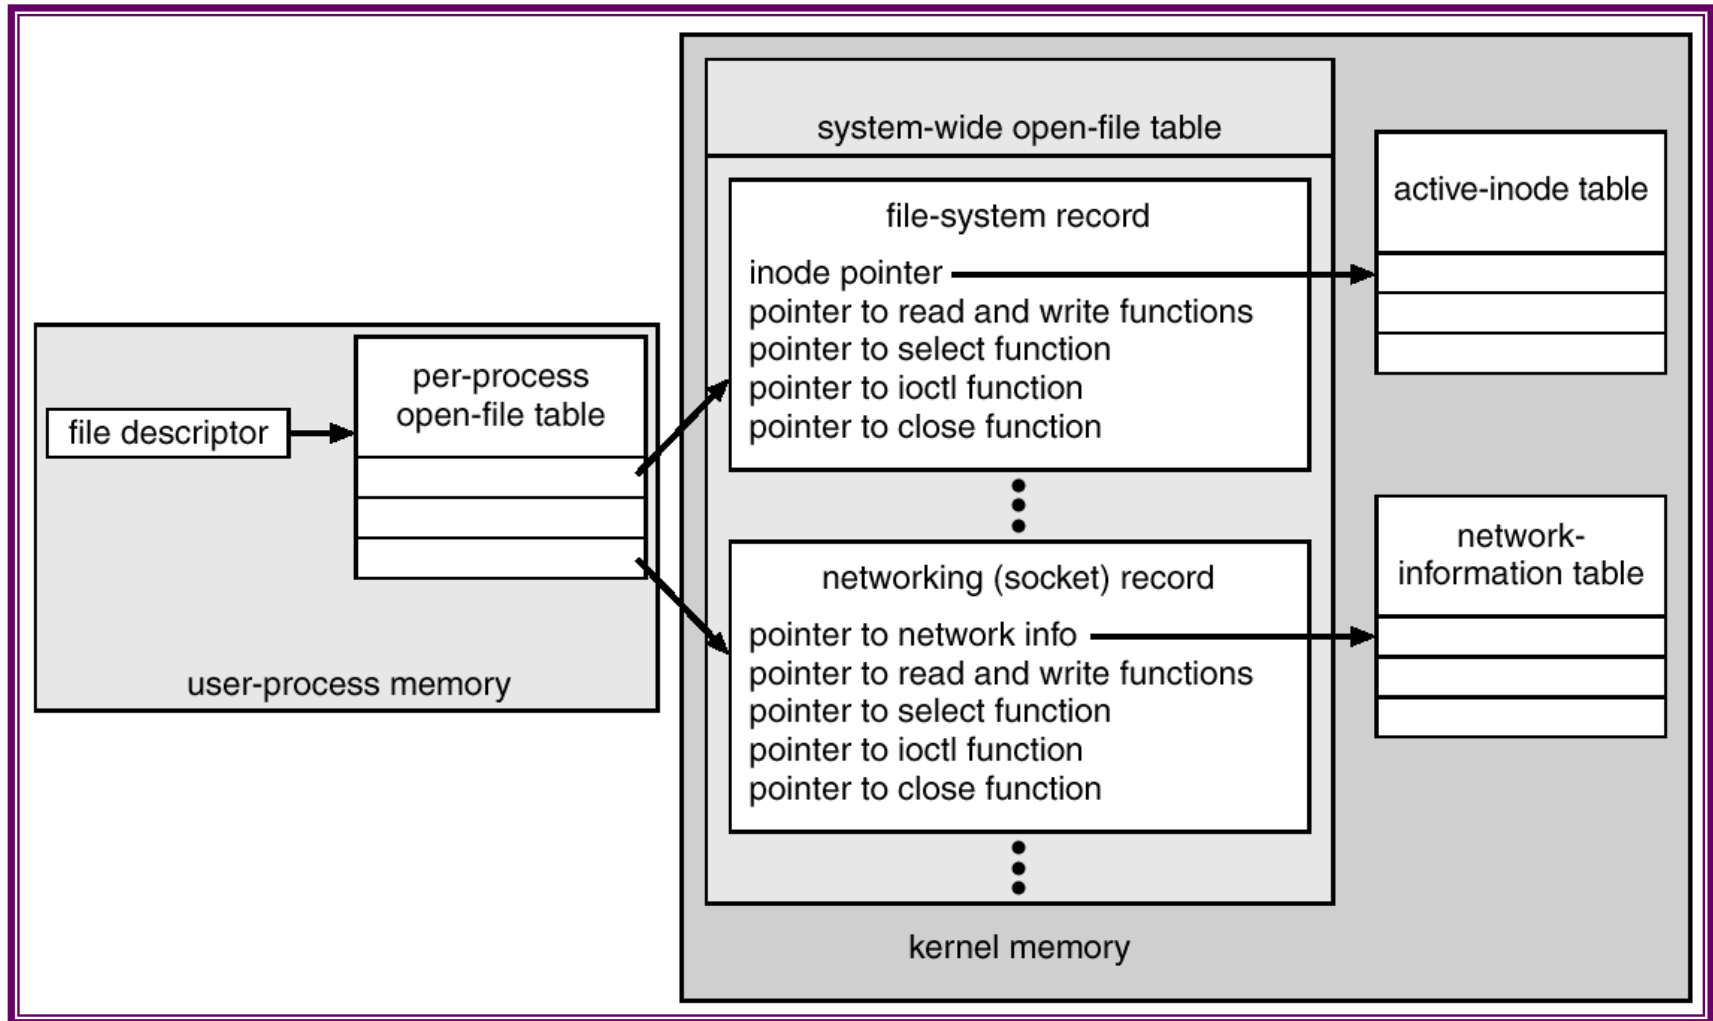 file descriptor
per-process
open-file table
user-process memory
system-wide open-file table
file-system record
inode pointer
pointer to read and write functions
pointer to select function
pointer to ioctl function
pointer to close function
networking (socket) record
pointer to network info
pointer to read and write functions
pointer to select function
pointer to ioctl function
pointer to close function
kernel memory
active-inode table
network-
information table